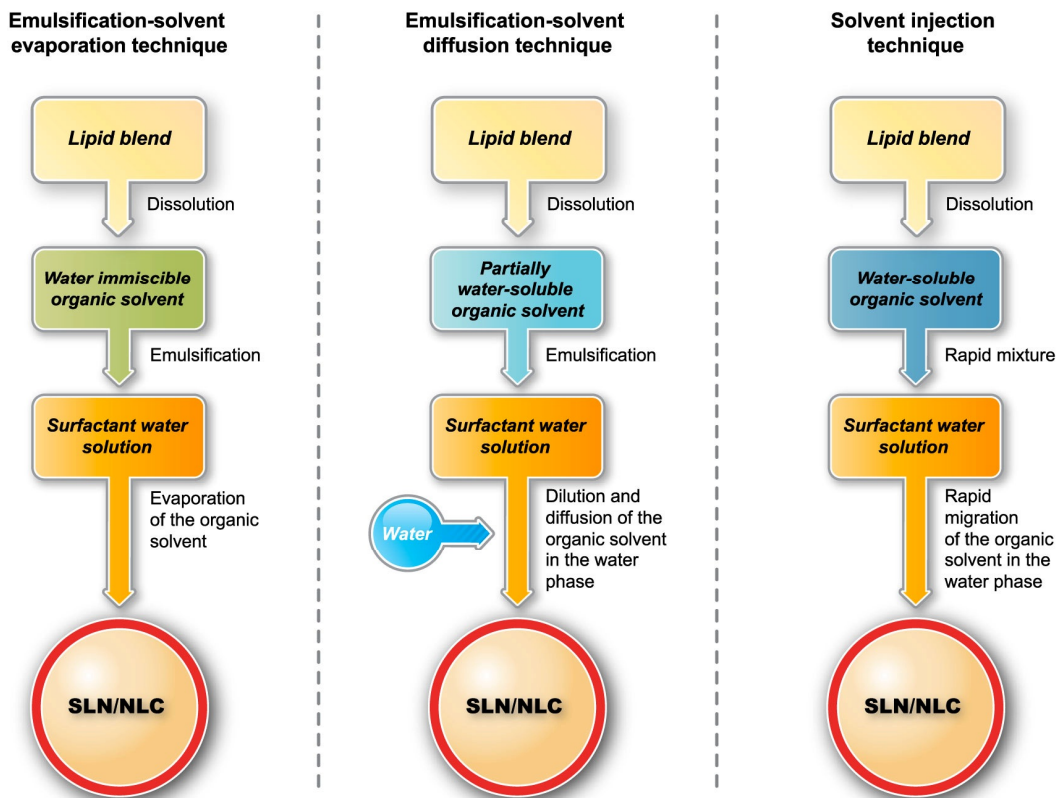 Emulsification-solvent
evaporation technique
Lipid blend
Dissolution
Water immiscible
organic solvent
Emulsification
Surfactant water
solution
Evaporation
of the organic
solvent
SLN/NLC
Emulsification-solvent
diffusion technique
Lipid blend
Dissolution
Partially
water-soluble
organic solvent
Emulsification
Surfactant water
solution
Water
Dilution and
diffusion of the
organic solvent
in the water
phase
SLN/NLC
Solvent injection
technique
Lipid blend
Dissolution
Water-soluble
organic solvent
Rapid mixture
Surfactant water
solution
Rapid
migration
of the organic
solvent in the
water phase
SLN/NLC